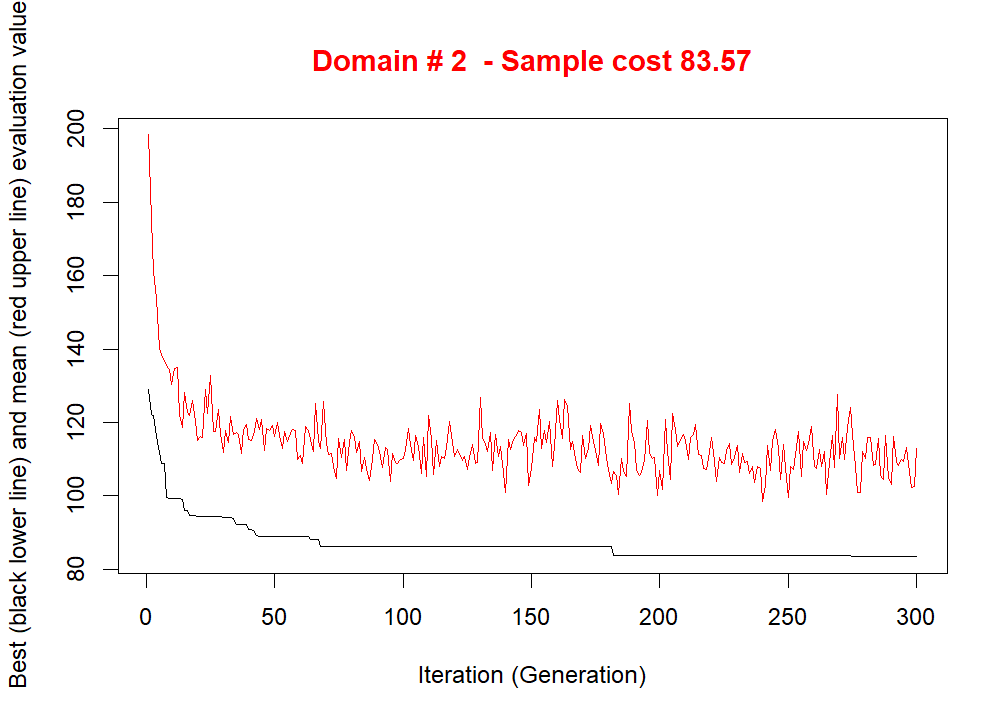 Domain # 2  - Sample cost 83.57
Best (black lower line) and mean (red upper line) evaluation value
200
180
160
140
120
100
80
0 50 100 150 200 250 300
Iteration (Generation)